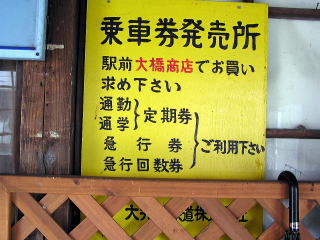 乗車券発売所
駅前大橋商店でお買い
求め下さい
通勤
通学
定期券
急行券
急行回数券
ご利用下さい